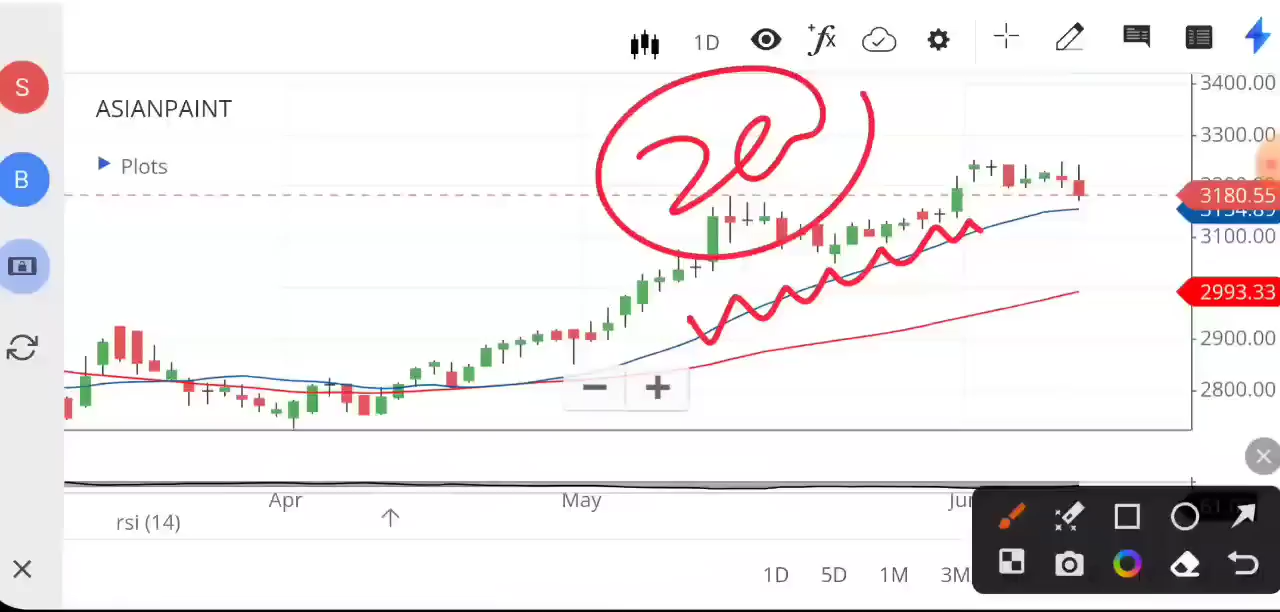 S
B
1D
ƒx
ASIANPAINT
Plots
3400.00
3300.00
3180.55
3100.00
2993.33
2900.00
2800.00
Apr
May
rsi (14)
1D 5D 1M 3M